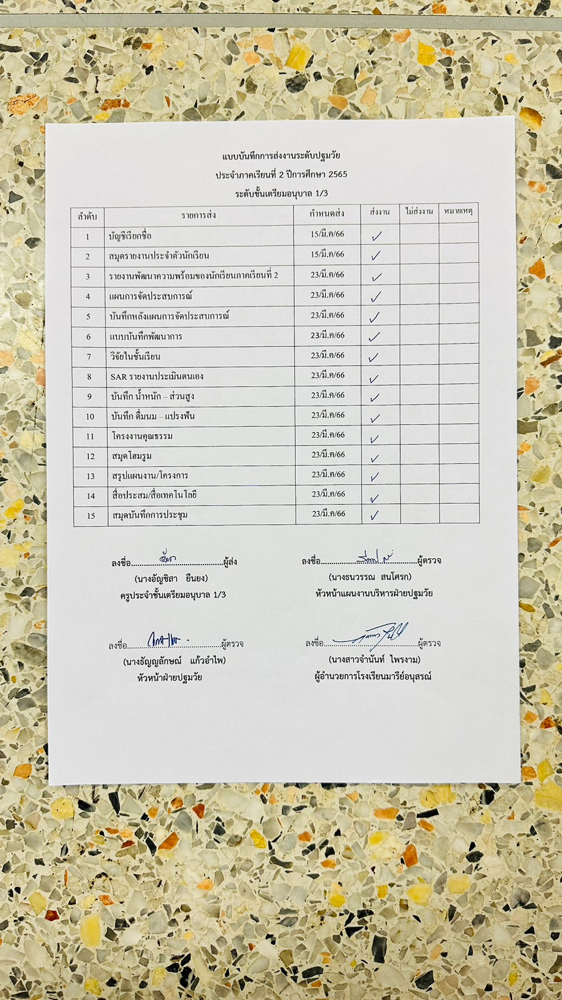 แบบบันทึกการส่งงานระดับปฐมวัย
ประจำภาคเรียนที่ 2 ปีการศึกษา 2565
ระดับชั้นเตรียมอนุบาล 1/3
ลำดับ รายการส่ง กำหนดส่ง ส่งงาน ไม่ส่งงาน หมายเหตุ
1 บัญชีเรียกชื่อ 15/มี.ค/66 ✓
2 สมุดรายงานประจำตัวนักเรียน 15/มี.ค/66 ✓
3 รายงานพัฒนาความพร้อมของนักเรียนภาคเรียนที่ 2 23/มี.ค/66 ✓
4 แผนการจัดประสบการณ์ 23/มี.ค/66 ✓
5 บันทึกหลังแผนการจัดประสบการณ์ 23/มี.ค/66 ✓
6 แบบบันทึกพัฒนาการ 23/มี.ค/66 ✓
7 วิจัยในชั้นเรียน 23/มี.ค/66 ✓
8 SAR รายงานประเมินตนเอง 23/มี.ค/66 ✓
9 บันทึก น้ำหนัก – ส่วนสูง 23/มี.ค/66 ✓
10 บันทึก ดื่มนม – แปรงฟัน 23/มี.ค/66 ✓
11 โครงงานคุณธรรม 23/มี.ค/66 ✓
12 สมุดโฮมรูม 23/มี.ค/66 ✓
13 สรุปแผนงาน/โครงการ 23/มี.ค/66 ✓
14 สื่อประสม/สื่อเทคโนโลยี 23/มี.ค/66 ✓
15 สมุดบันทึกการประชุม 23/มี.ค/66 ✓
ลงชื่อ......................................ผู้ส่ง ลงชื่อ......................................ผู้ตรวจ
(นางอัญชิสา ยืนยง) (นางธนวรรณ สนโศรก)
ครูประจำชั้นเตรียมอนุบาล 1/3 หัวหน้าแผนงานบริหารฝ่ายปฐมวัย
ลงชื่อ......................................ผู้ตรวจ ลงชื่อ......................................ผู้ตรวจ
(นางธัญญลักษณ์ แก้วอำไพ) (นางสาวจำนันท์ ไพรงาม)
หัวหน้าฝ่ายปฐมวัย ผู้อำนวยการโรงเรียนมารีย์อนุสรณ์